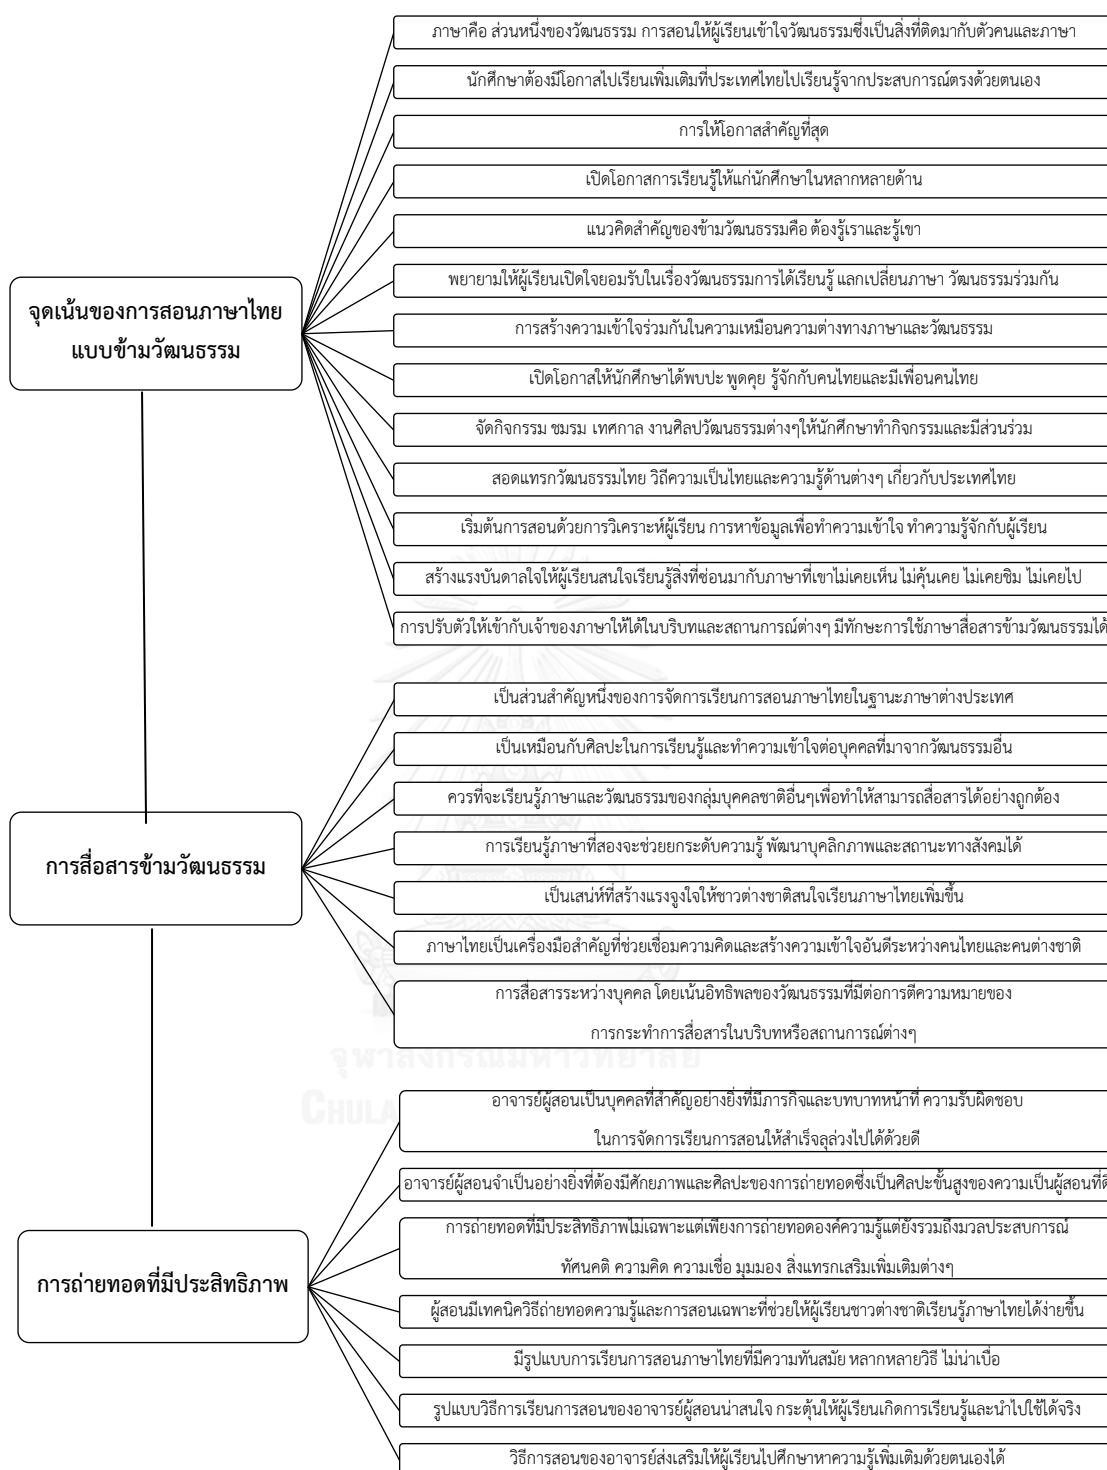 ภาษาคือ ส่วนหนึ่งของวัฒนธรรม การสอนให้ผู้เรียนเข้าใจวัฒนธรรมซึ่งเป็นสิ่งที่ติดมากับตัวคนและภาษา
นักศึกษาต้องมีโอกาสไปเรียนเพิ่มเติมที่ประเทศไทยไปเรียนรู้จากประสบการณ์ตรงด้วยตนเอง
การให้โอกาสสำคัญที่สุด
เปิดโอกาสการเรียนรู้ให้แก่นักศึกษาในหลากหลายด้าน
แนวคิดสำคัญของข้ามวัฒนธรรมคือ ต้องรู้เราและรู้เขา
จุดเน้นของการสอนภาษาไทย
แบบข้ามวัฒนธรรม
พยายามให้ผู้เรียนเปิดใจยอมรับในเรื่องวัฒนธรรมการได้เรียนรู้ แลกเปลี่ยนภาษา วัฒนธรรมร่วมกัน
การสร้างความเข้าใจร่วมกันในความเหมือนความต่างทางภาษาและวัฒนธรรม
เปิดโอกาสให้นักศึกษาได้พบปะ พูดคุย รู้จักกับคนไทยและมีเพื่อนคนไทย
จัดกิจกรรม ชมรม เทศกาล งานศิลปวัฒนธรรมต่างๆให้นักศึกษาทำกิจกรรมและมีส่วนร่วม
สอดแทรกวัฒนธรรมไทย วิถีความเป็นไทยและความรู้ด้านต่างๆ เกี่ยวกับประเทศไทย
เริ่มต้นการสอนด้วยการวิเคราะห์ผู้เรียน การหาข้อมูลเพื่อทำความเข้าใจ ทำความรู้จักกับผู้เรียน
สร้างแรงบันดาลใจให้ผู้เรียนสนใจเรียนรู้สิ่งที่ซ่อนมากับภาษาที่เขาไม่เคยเห็น ไม่คุ้นเคย ไม่เคยชิม ไม่เคยไป
การปรับตัวให้เข้ากับเจ้าของภาษาให้ได้ในบริบทและสถานการณ์ต่างๆ มีทักษะการใช้ภาษาสื่อสารข้ามวัฒนธรรมได้
เป็นส่วนสำคัญหนึ่งของการจัดการเรียนการสอนภาษาไทยในฐานะภาษาต่างประเทศ
เป็นเหมือนกับศิลปะในการเรียนรู้และทำความเข้าใจต่อบุคคลที่มาจากวัฒนธรรมอื่น
ควรที่จะเรียนรู้ภาษาและวัฒนธรรมของกลุ่มบุคคลชาติอื่นๆเพื่อทำให้สามารถสื่อสารได้อย่างถูกต้อง
การสื่อสารข้ามวัฒนธรรม
การเรียนรู้ภาษาที่สองจะช่วยยกระดับความรู้ พัฒนาบุคลิกภาพและสถานะทางสังคมได้
เป็นเสน่ห์ที่สร้างแรงจูงใจให้ชาวต่างชาติสนใจเรียนภาษาไทยเพิ่มขึ้น
ภาษาไทยเป็นเครื่องมือสำคัญที่ช่วยเชื่อมความคิดและสร้างความเข้าใจอันดีระหว่างคนไทยและคนต่างชาติ
การสื่อสารระหว่างบุคคล โดยเน้นอิทธิพลของวัฒนธรรมที่มีต่อการตีความหมายของ
การกระทำการสื่อสารในบริบทหรือสถานการณ์ต่างๆ
จุฬาลงกรณ์มหาวิทยาลัย
CHULA
อาจารย์ผู้สอนเป็นบุคคลที่สำคัญอย่างยิ่งที่มีภารกิจและบทบาทหน้าที่ ความรับผิดชอบ
ในการจัดการเรียนการสอนให้สำเร็จลุล่วงไปได้ด้วยดี
อาจารย์ผู้สอนจำเป็นอย่างยิ่งที่ต้องมีศักยภาพและศิลปะของการถ่ายทอดซึ่งเป็นศิลปะขั้นสูงของความเป็นผู้สอนที่ดี
การถ่ายทอดที่มีประสิทธิภาพไม่เฉพาะแต่เพียงการถ่ายทอดองค์ความรู้แต่ยังรวมถึงมวลประสบการณ์
ทัศนคติ ความคิด ความเชื่อ มุมมอง สิ่งแทรกเสริมเพิ่มเติมต่างๆ
การถ่ายทอดที่มีประสิทธิภาพ
ผู้สอนมีเทคนิควิธีถ่ายทอดความรู้และการสอนเฉพาะที่ช่วยให้ผู้เรียนชาวต่างชาติเรียนรู้ภาษาไทยได้ง่ายขึ้น
มีรูปแบบการเรียนการสอนภาษาไทยที่มีความทันสมัย หลากหลายวิธี ไม่น่าเบื่อ
รูปแบบวิธีการเรียนการสอนของอาจารย์ผู้สอนน่าสนใจ กระตุ้นให้ผู้เรียนเกิดการเรียนรู้และนำไปใช้ได้จริง
วิธีการสอนของอาจารย์ส่งเสริมให้ผู้เรียนไปศึกษาหาความรู้เพิ่มเติมด้วยตนเองได้